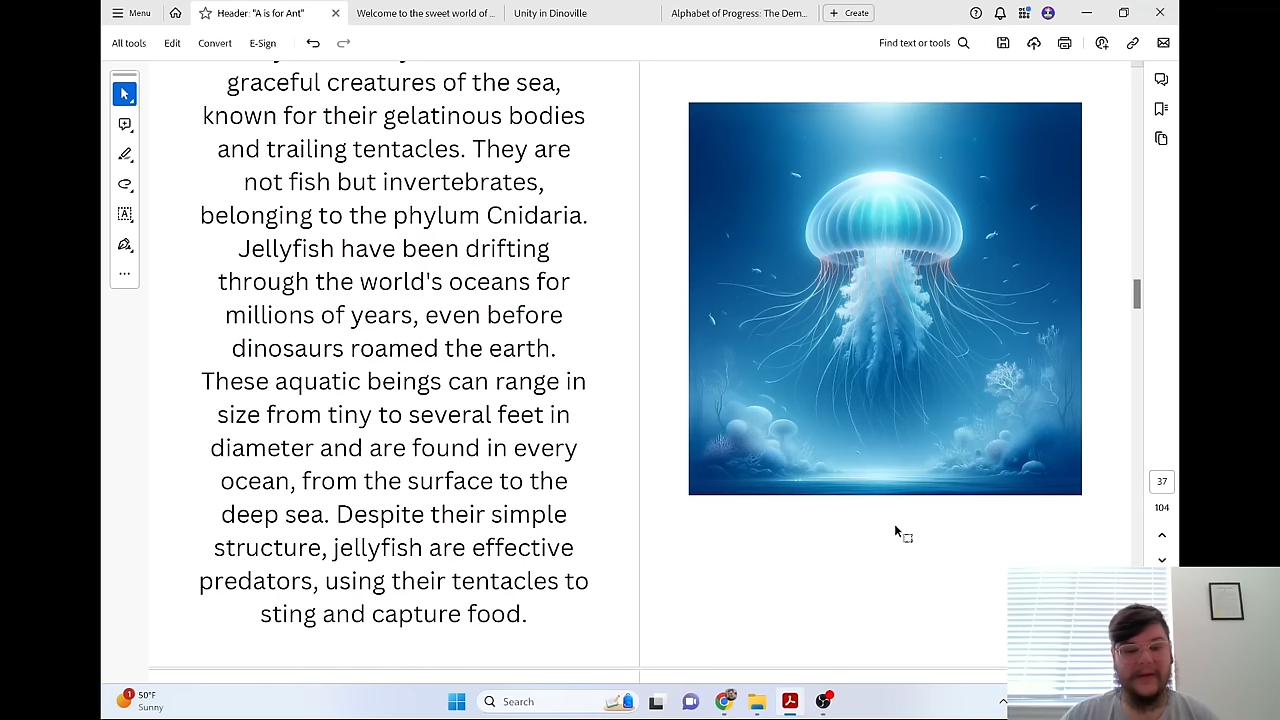 Menu
Header: "A is for Ant"
Welcome to the sweet world of ...
Unity in Unoville
Alphabet of Progress: The Dem...
Create
All tools
Edit
Convert
E-Sign
Find text or tools
graceful creatures of the sea,
known for their gelatinous bodies
and trailing tentacles. They are
not fish but invertebrates,
belonging to the phylum Cnidaria.
Jellyfish have been drifting
through the world's oceans for
millions of years, even before
dinosaurs roamed the earth.
These aquatic beings can range in
size from tiny to several feet in
diameter and are found in every
ocean, from the surface to the
deep sea. Despite their simple
structure, jellyfish are effective
predators, using their tentacles to
sting and capture food.
37
104
1
50°F
Sunny
Search